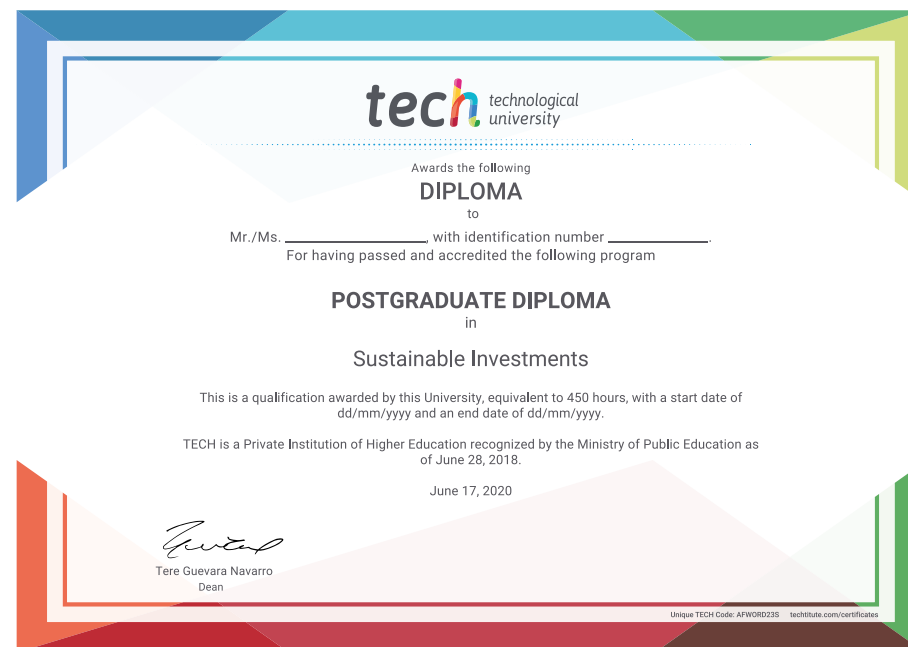 tech technological
university
Awards the following
DIPLOMA
to
Mr./Ms. ____________________, with identification number ______________.
For having passed and accredited the following program
POSTGRADUATE DIPLOMA
in
Sustainable Investments
This is a qualification awarded by this University, equivalent to 450 hours, with a start date of
dd/mm/yyyy and an end date of dd/mm/yyyy.
TECH is a Private Institution of Higher Education recognized by the Ministry of Public Education as
of June 28, 2018.
June 17, 2020
Tere Guevara Navarro
Dean
Unique TECH Code: AFWORD23S techtitute.com/certificates